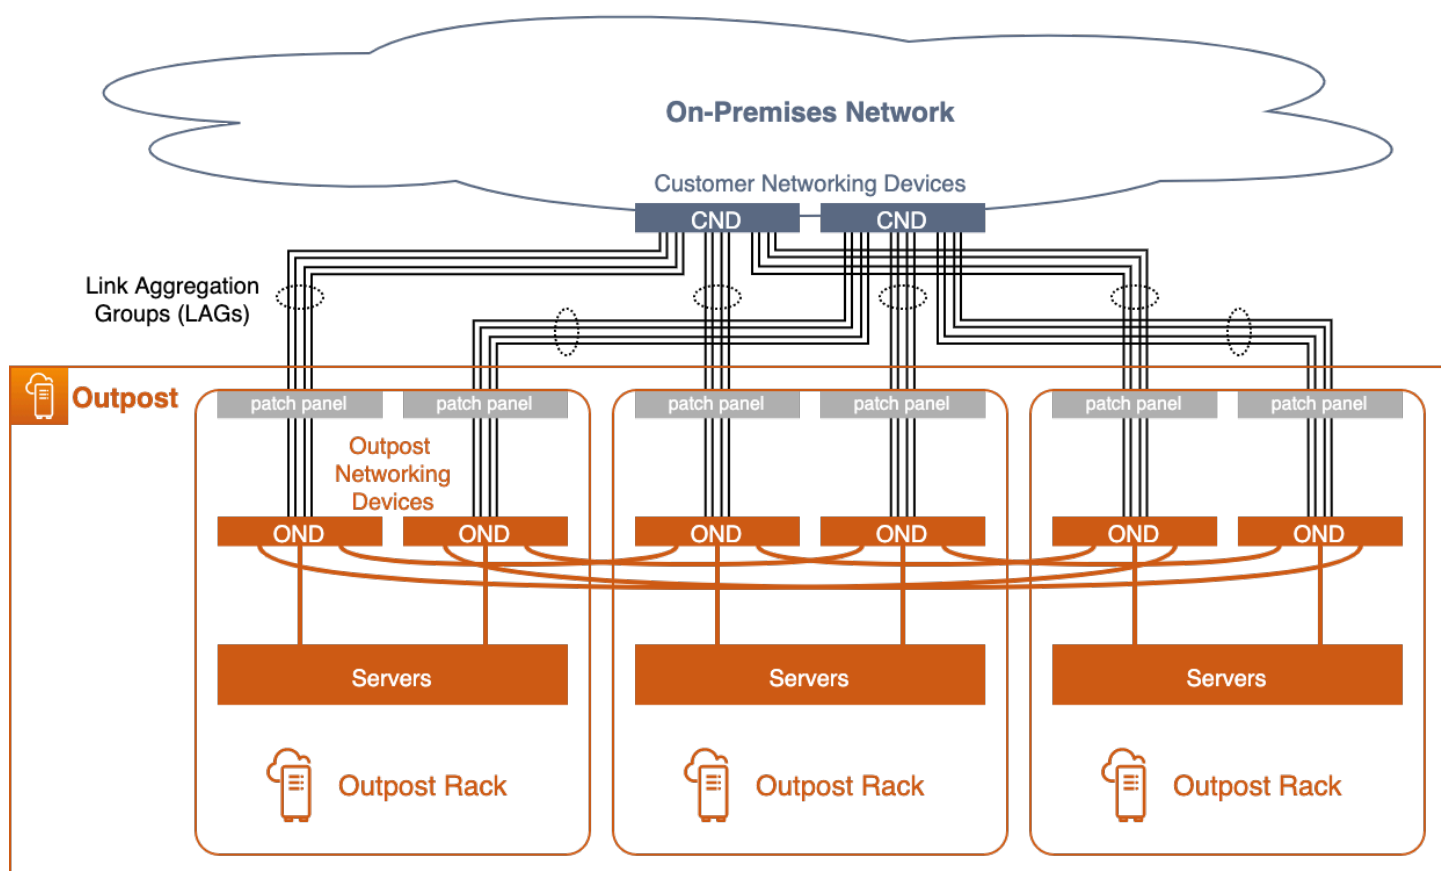 On-Premises Network
Customer Networking Devices
CND CND
Link Aggregation
Groups (LAGs)
Outpost
patch panel patch panel patch panel patch panel patch panel patch panel
Outpost
Networking
Devices
OND OND OND OND OND OND
Servers Servers Servers
Outpost Rack Outpost Rack Outpost Rack